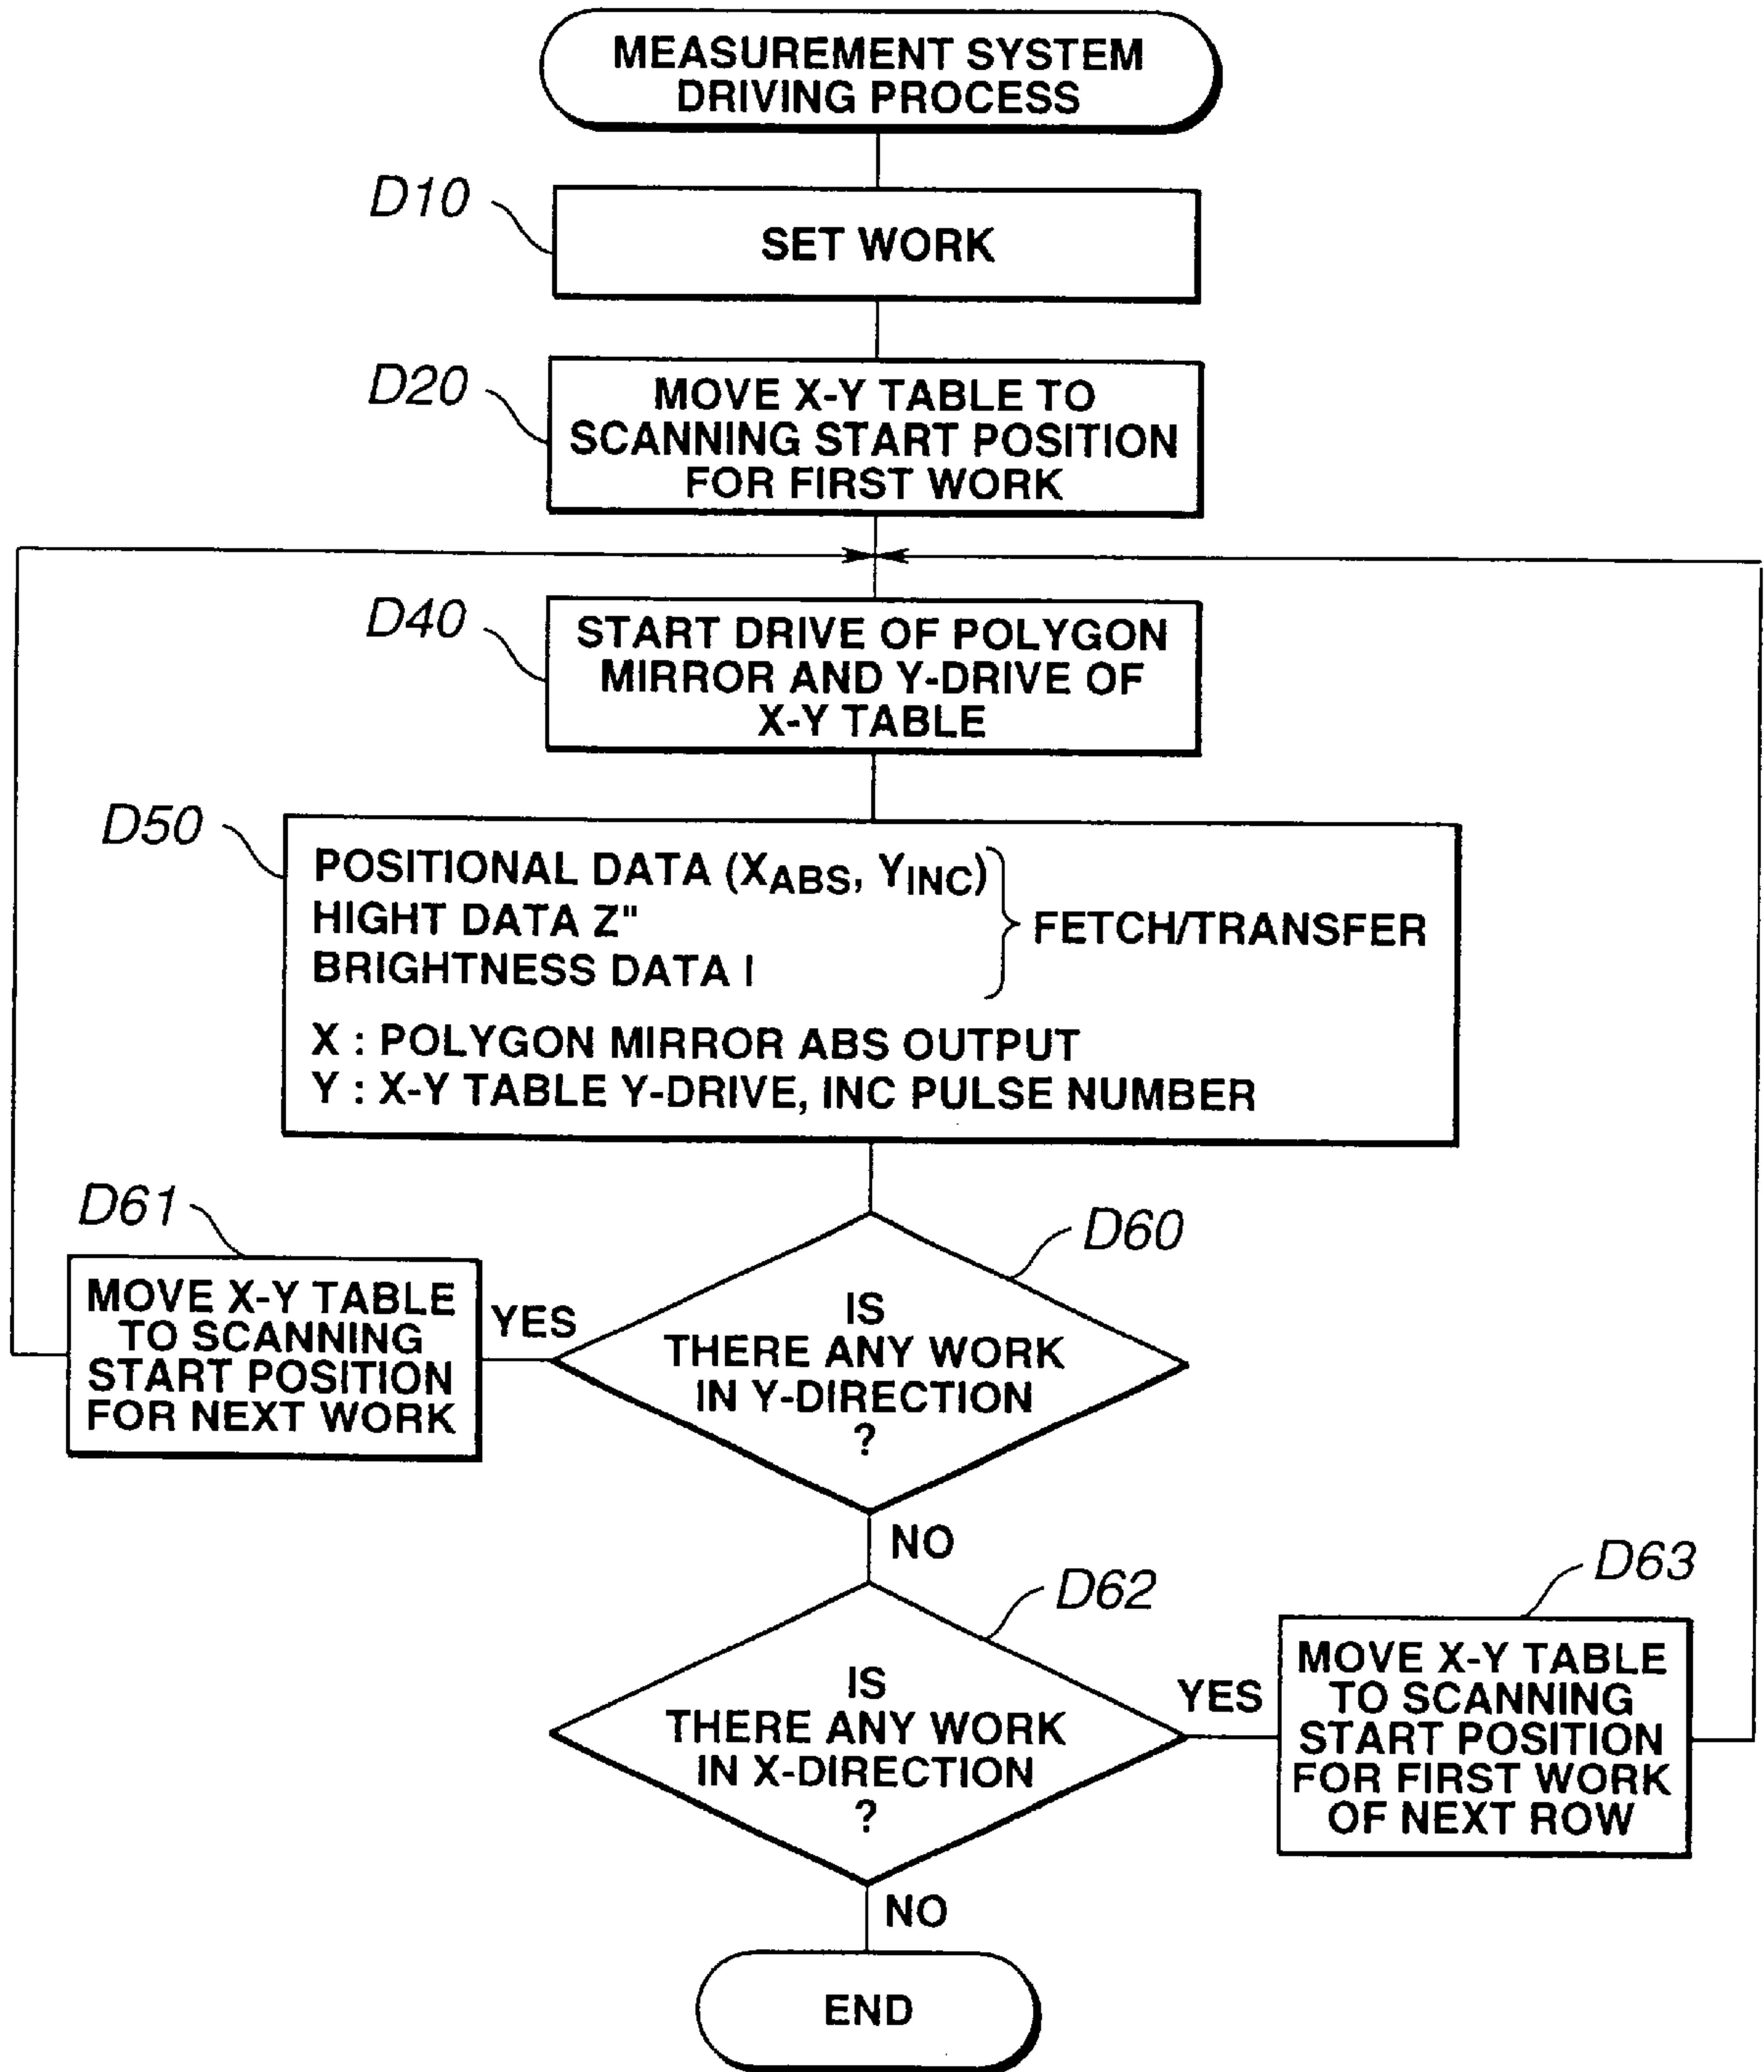 MEASUREMENT SYSTEM
DRIVING PROCESS
D10
SET WORK
D20
MOVE X-Y TABLE TO
SCANNING START POSITION
FOR FIRST WORK
D40
START DRIVE OF POLYGON
MIRROR AND Y-DRIVE OF
X-Y TABLE
D50
POSITIONAL DATA (XABS, YINC)
HIGHT DATA Z"
BRIGHTNESS DATA I
FETCH/TRANSFER
X : POLYGON MIRROR ABS OUTPUT
Y : X-Y TABLE Y-DRIVE, INC PULSE NUMBER
D61
MOVE X-Y TABLE
TO SCANNING
START POSITION
FOR NEXT WORK
YES
D60
IS
THERE ANY WORK
IN Y-DIRECTION
?
NO
D62
IS
THERE ANY WORK
IN X-DIRECTION
?
YES
D63
MOVE X-Y TABLE
TO SCANNING
START POSITION
FOR FIRST WORK
OF NEXT ROW
NO
END